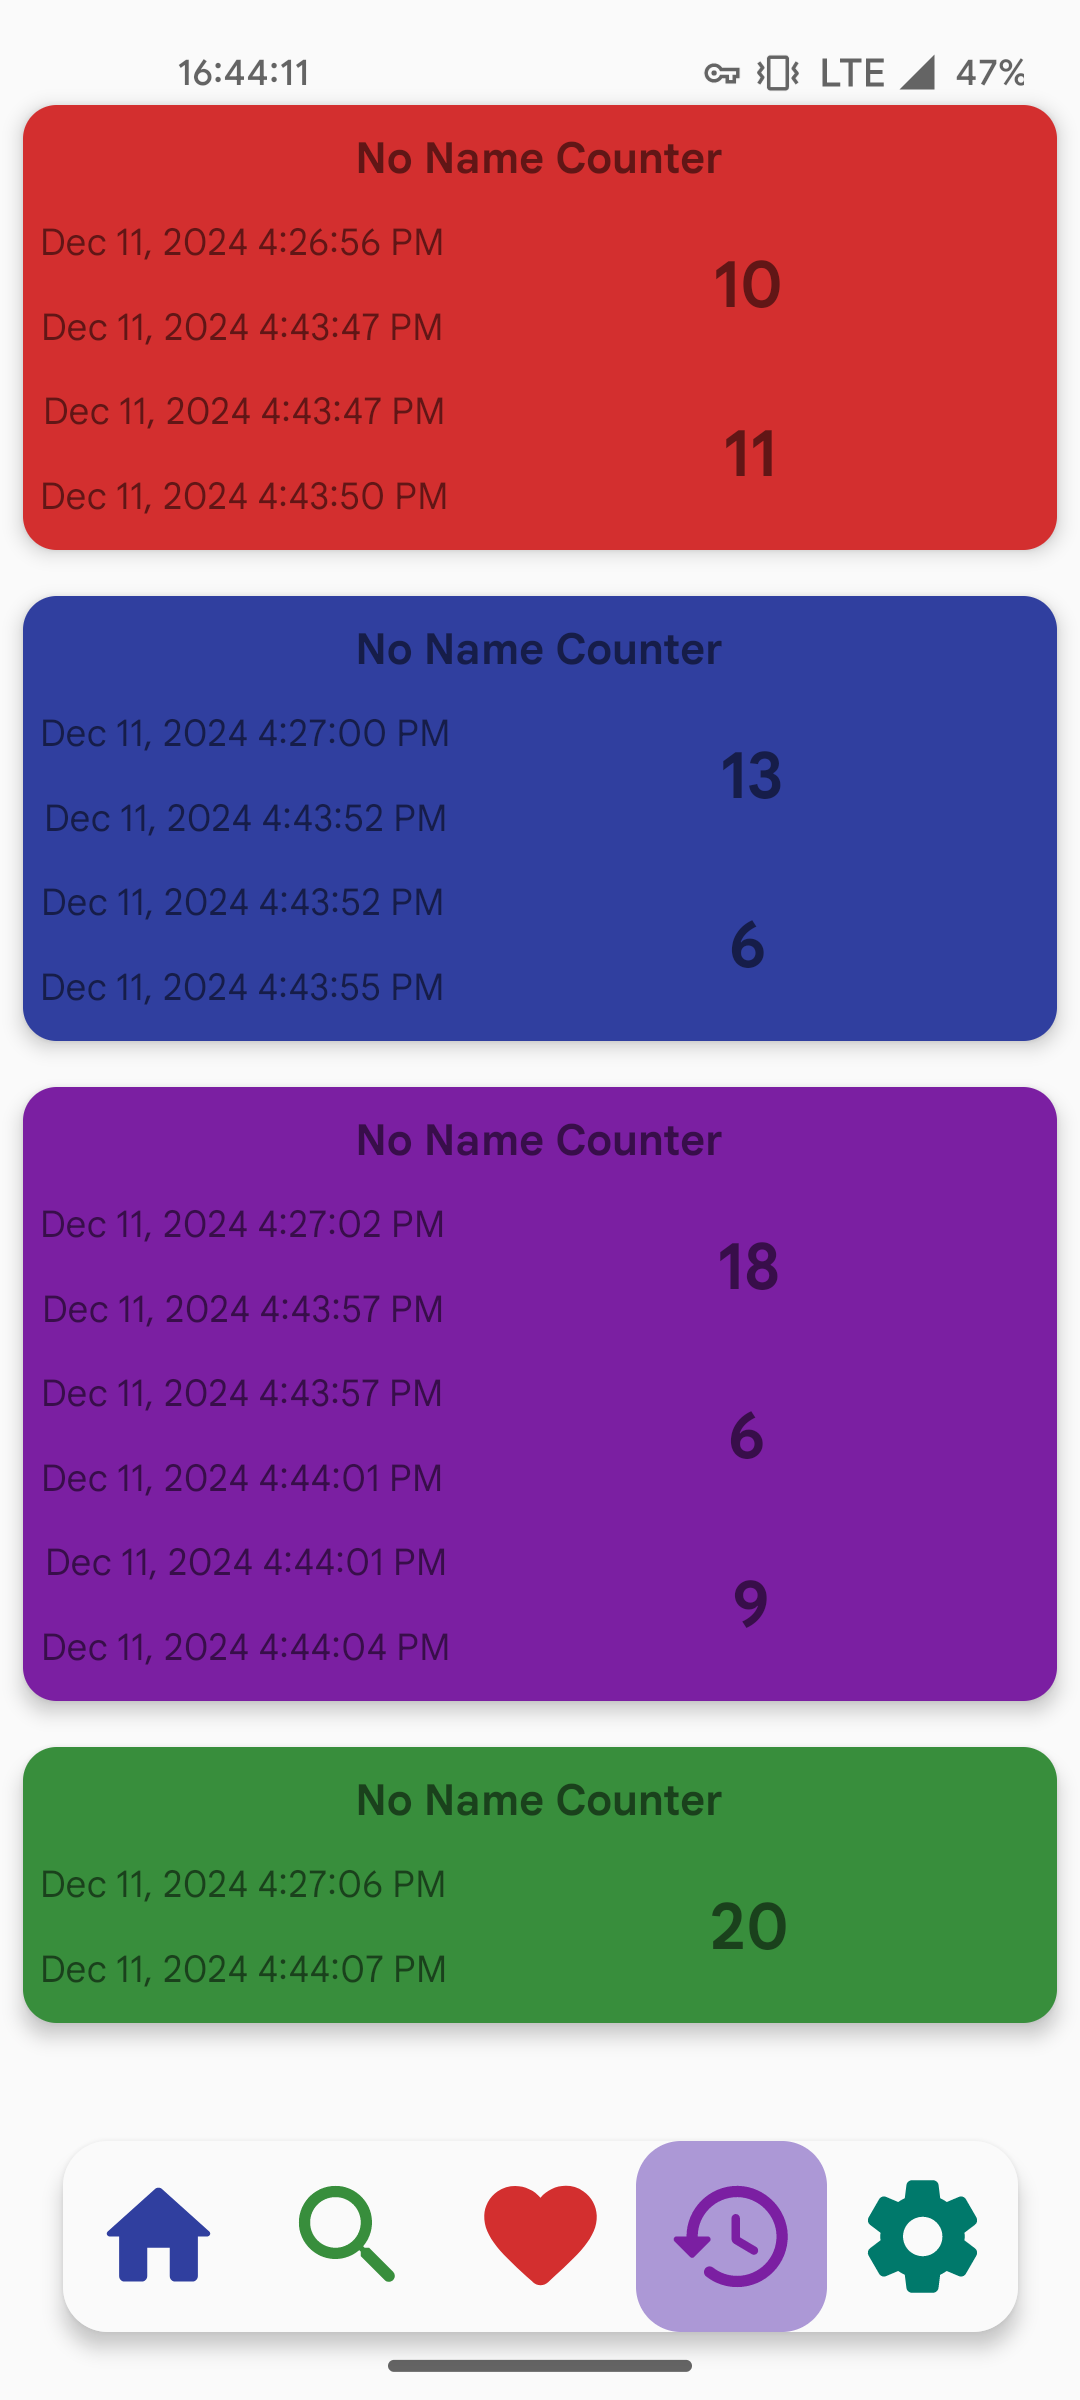 16:44:11 LTE 47%
No Name Counter
Dec 11, 2024 4:26:56 PM
10
Dec 11, 2024 4:43:47 PM
Dec 11, 2024 4:43:47 PM
11
Dec 11, 2024 4:43:50 PM
No Name Counter
Dec 11, 2024 4:27:00 PM
13
Dec 11, 2024 4:43:52 PM
Dec 11, 2024 4:43:52 PM
6
Dec 11, 2024 4:43:55 PM
No Name Counter
Dec 11, 2024 4:27:02 PM
18
Dec 11, 2024 4:43:57 PM
Dec 11, 2024 4:43:57 PM
6
Dec 11, 2024 4:44:01 PM
Dec 11, 2024 4:44:01 PM
9
Dec 11, 2024 4:44:04 PM
No Name Counter
Dec 11, 2024 4:27:06 PM
20
Dec 11, 2024 4:44:07 PM